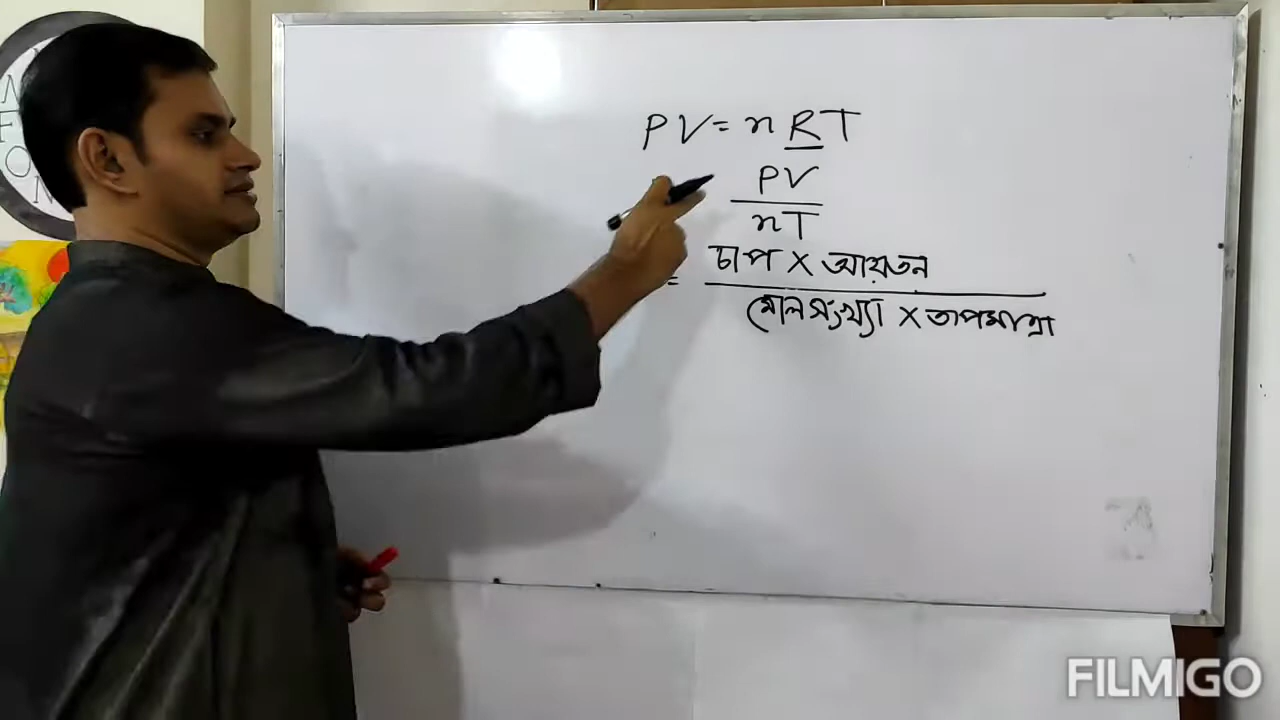 PV = nRT
PV
nT
= চাপ × আয়তন
মোলসংখ্যা × তাপমাত্রা
FILMIGO